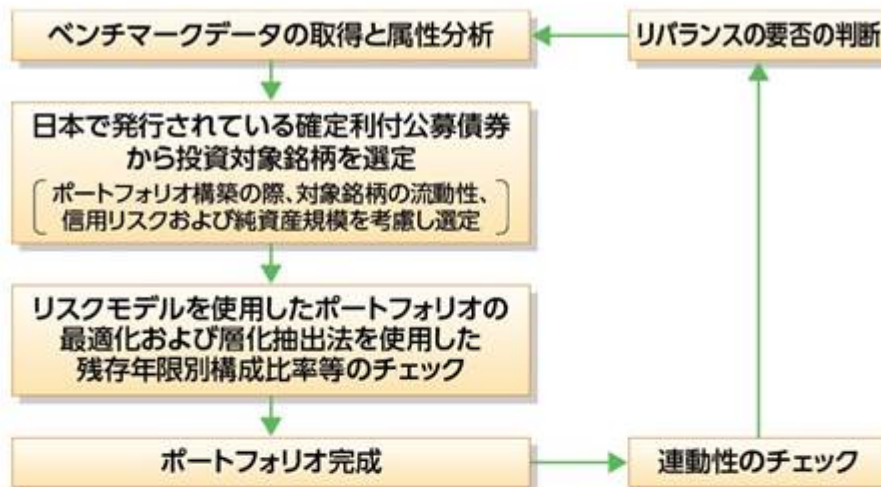 ベンチマークデータの取得と属性分析
リバランスの要否の判断
日本で発行されている確定利付公募債券
から投資対象銘柄を選定
ポートフォリオ構築の際、対象銘柄の流動性、
信用リスクおよび純資産規模を考慮し選定
リスクモデルを使用したポートフォリオの
最適化および層化抽出法を使用した
残存年限別構成比率等のチェック
ポートフォリオ完成
連動性のチェック